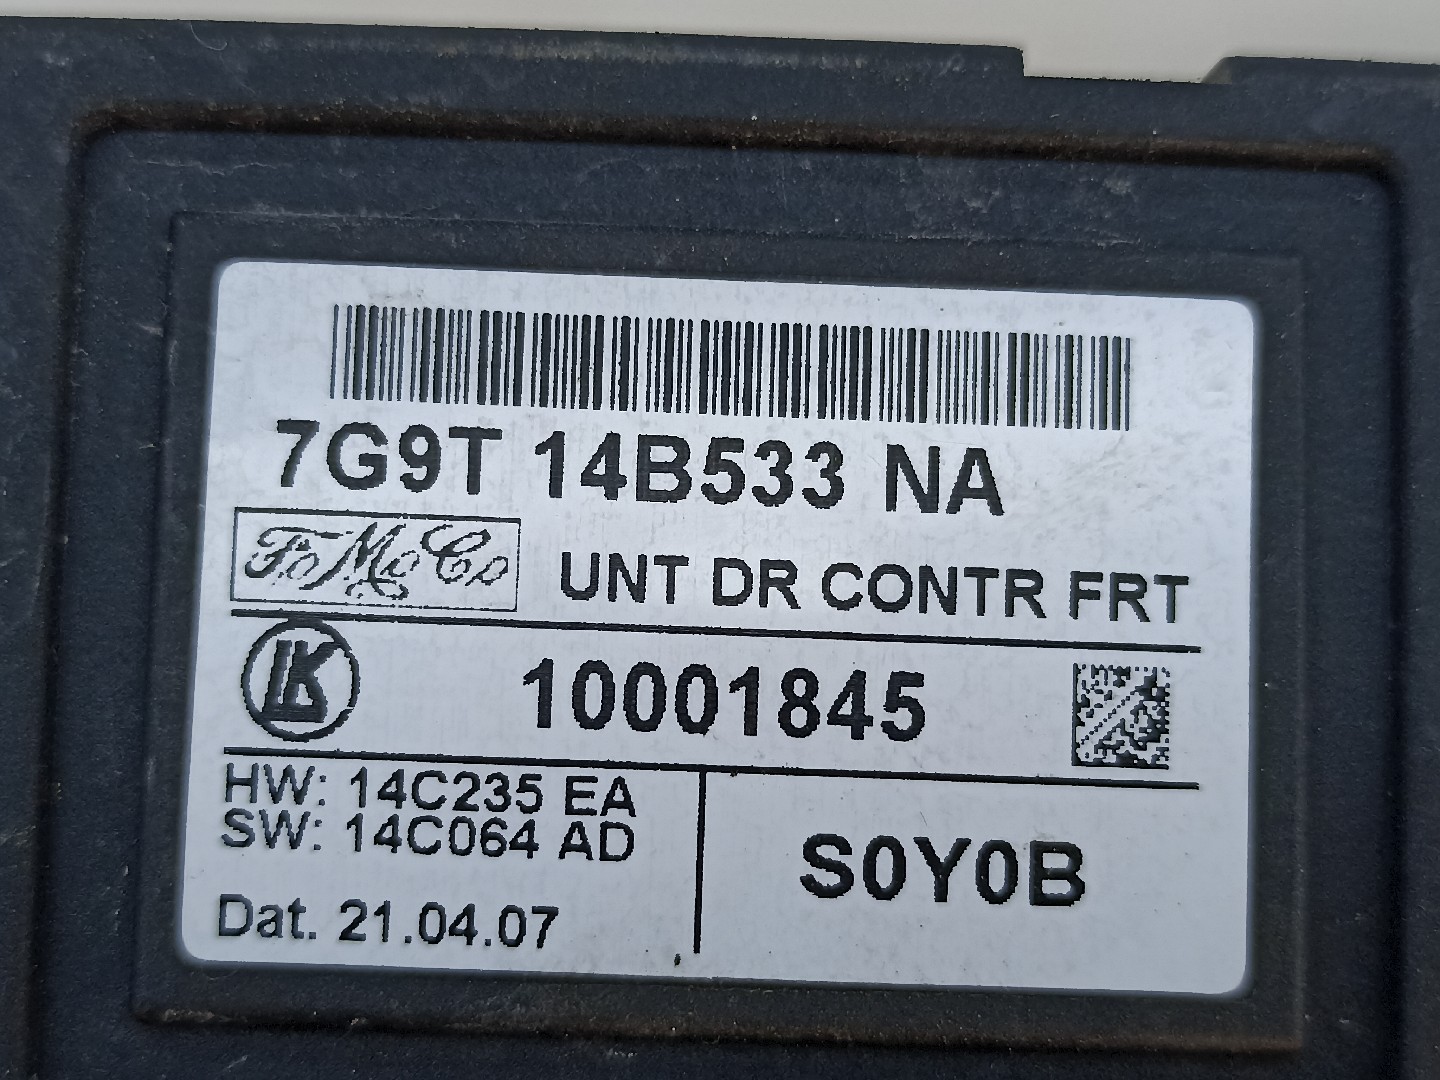 7G9T 14B533 NA
FoMoCo
UNT DR CONTR FRT
LK
10001845
HW: 14C235 EA
SW: 14C064 AD
Dat. 21.04.07
S0Y0B